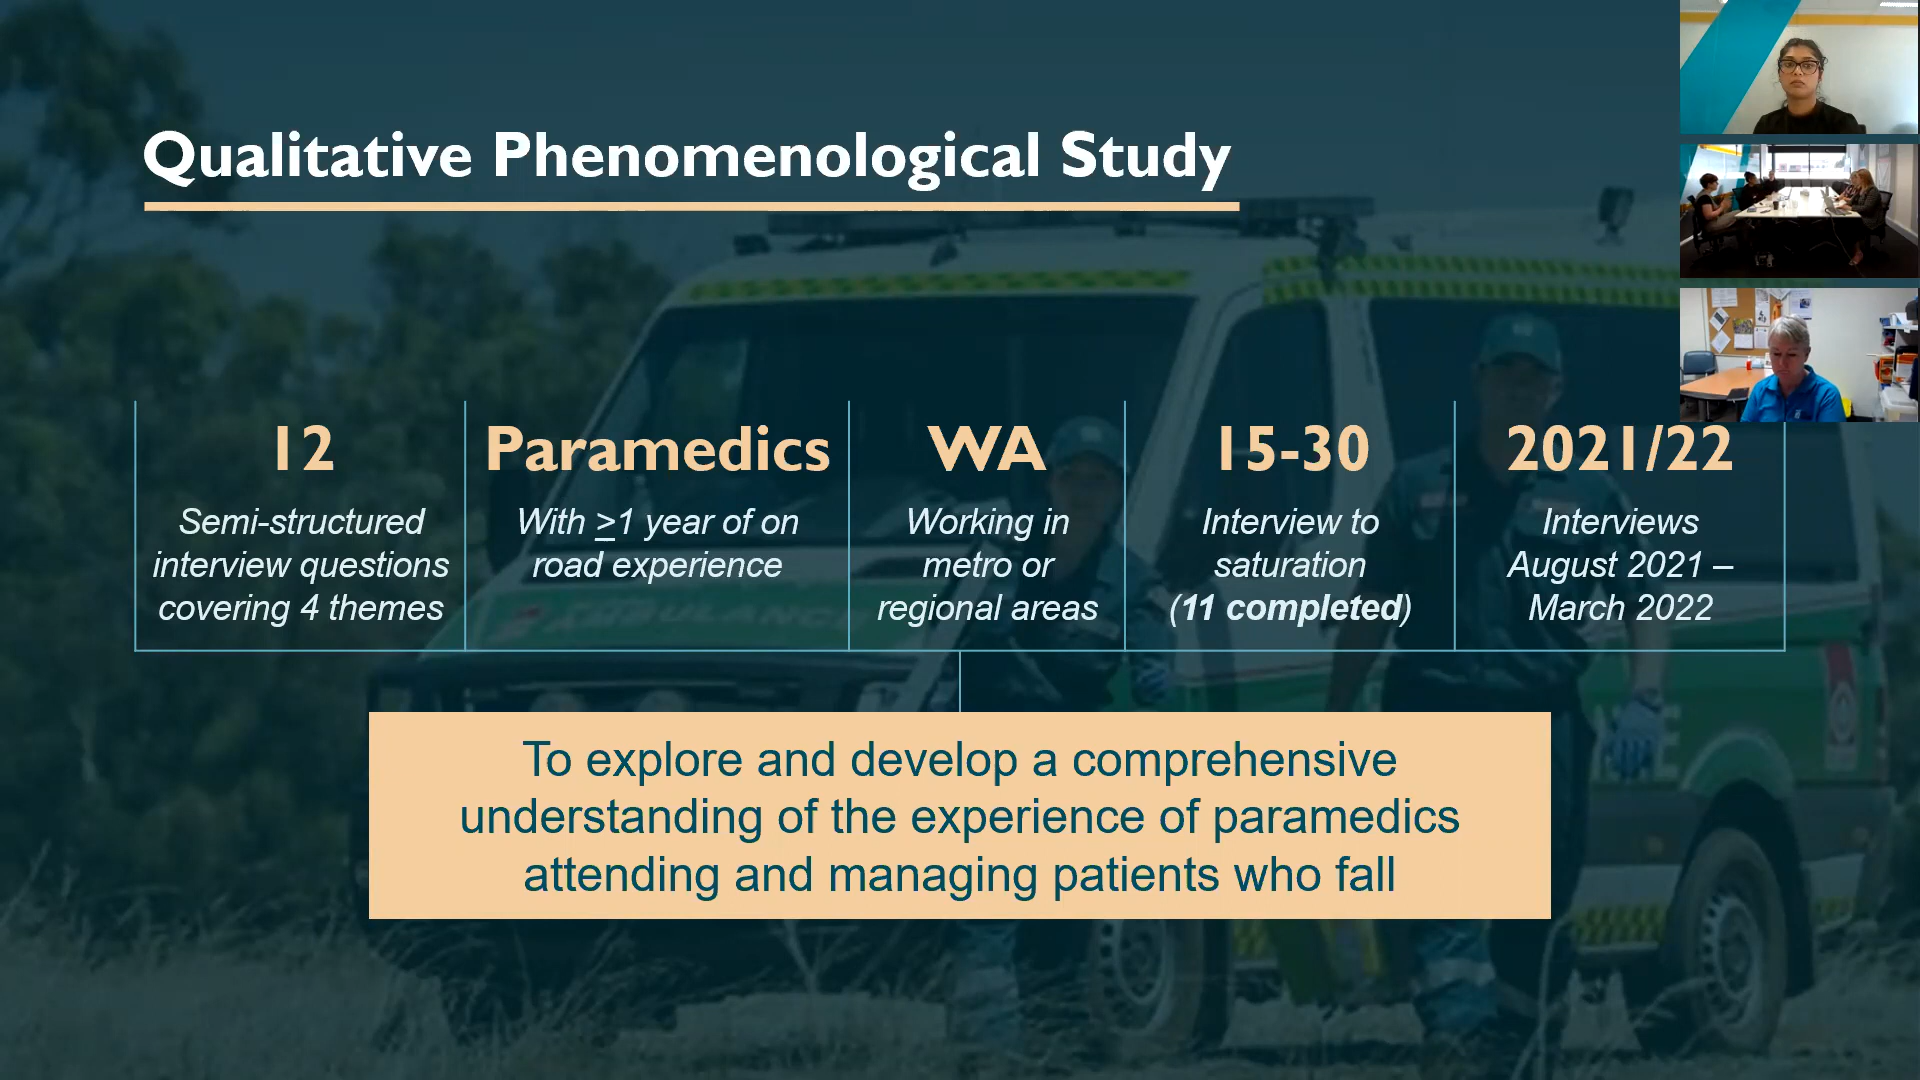 Qualitative Phenomenological Study
12
Semi-structured
interview questions
covering 4 themes
Paramedics
With >1 year of on
road experience
WA
Working in
metro or
regional areas
15-30
Interview to
saturation
(11 completed)
2021/22
Interviews
August 2021 –
March 2022
AMBULANCE
To explore and develop a comprehensive
understanding of the experience of paramedics
attending and managing patients who fall